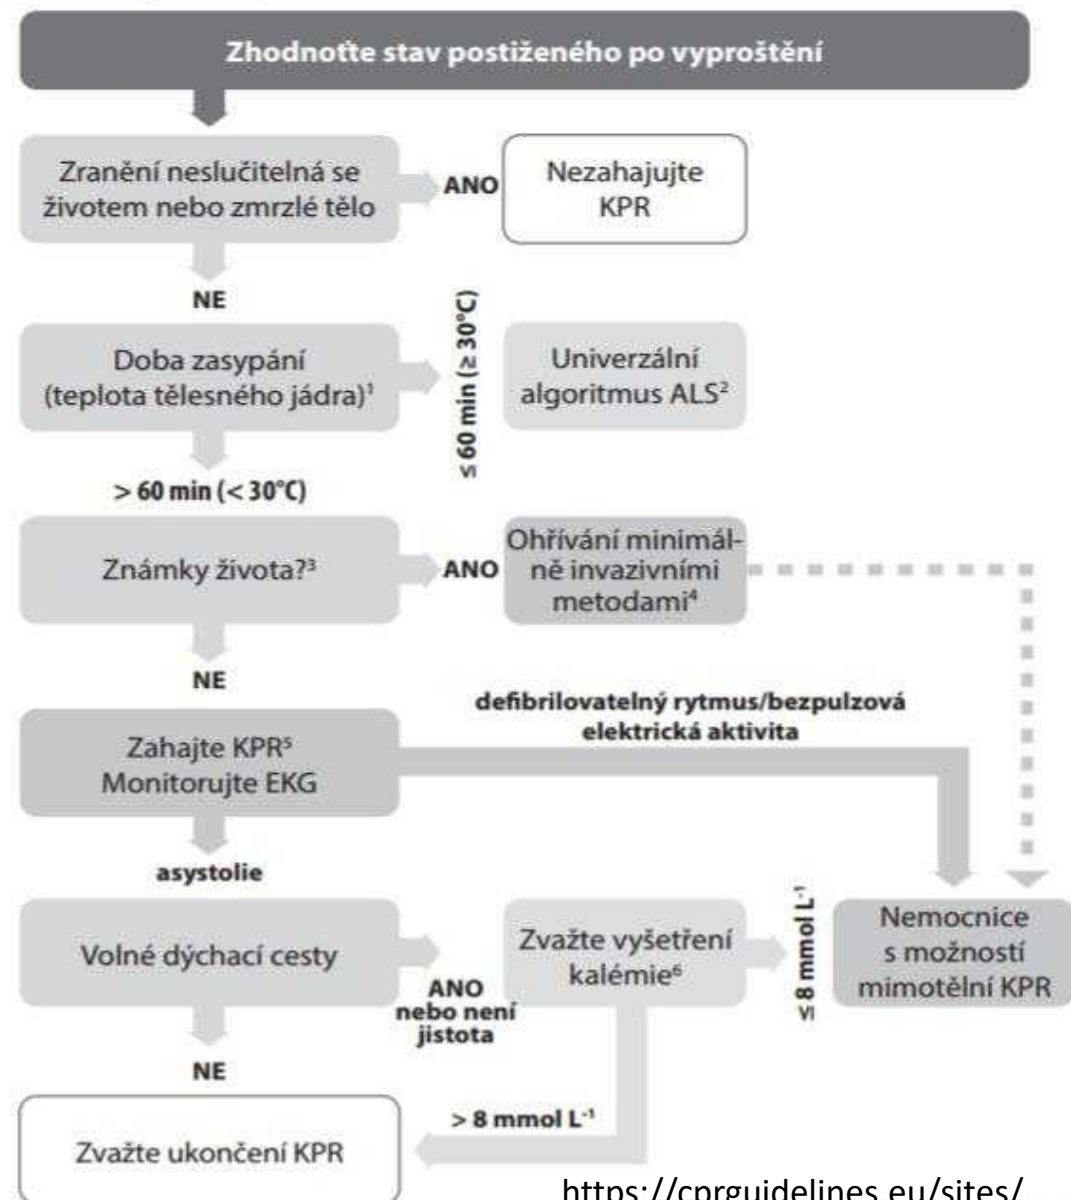 Zhodnoťte stav postiženého po vyproštění
Zranění neslučitelná se
životem nebo zmrzlé tělo
ANO
Nezahajujte
KPR
NE
Doba zasypání
(teplota tělesného jádra)¹
≤ 60 min (≥ 30°C)
Univerzální
algoritmus ALS²
> 60 min (< 30°C)
Známky života?³
ANO
Ohřívání minimál-
ně invazivními
metodami⁴
NE
defibrilovatelný rytmus/bezpulzová
elektrická aktivita
Zahajte KPR⁵
Monitorujte EKG
asystolie
Volné dýchací cesty
ANO
nebo není
jistota
Zvažte vyšetření
kalémie⁶
≤ 8 mmol L⁻¹
Nemocnice
s možností
mimotělní KPR
NE
> 8 mmol L⁻¹
Zvažte ukončení KPR
https://cprguidelines.eu/sites/